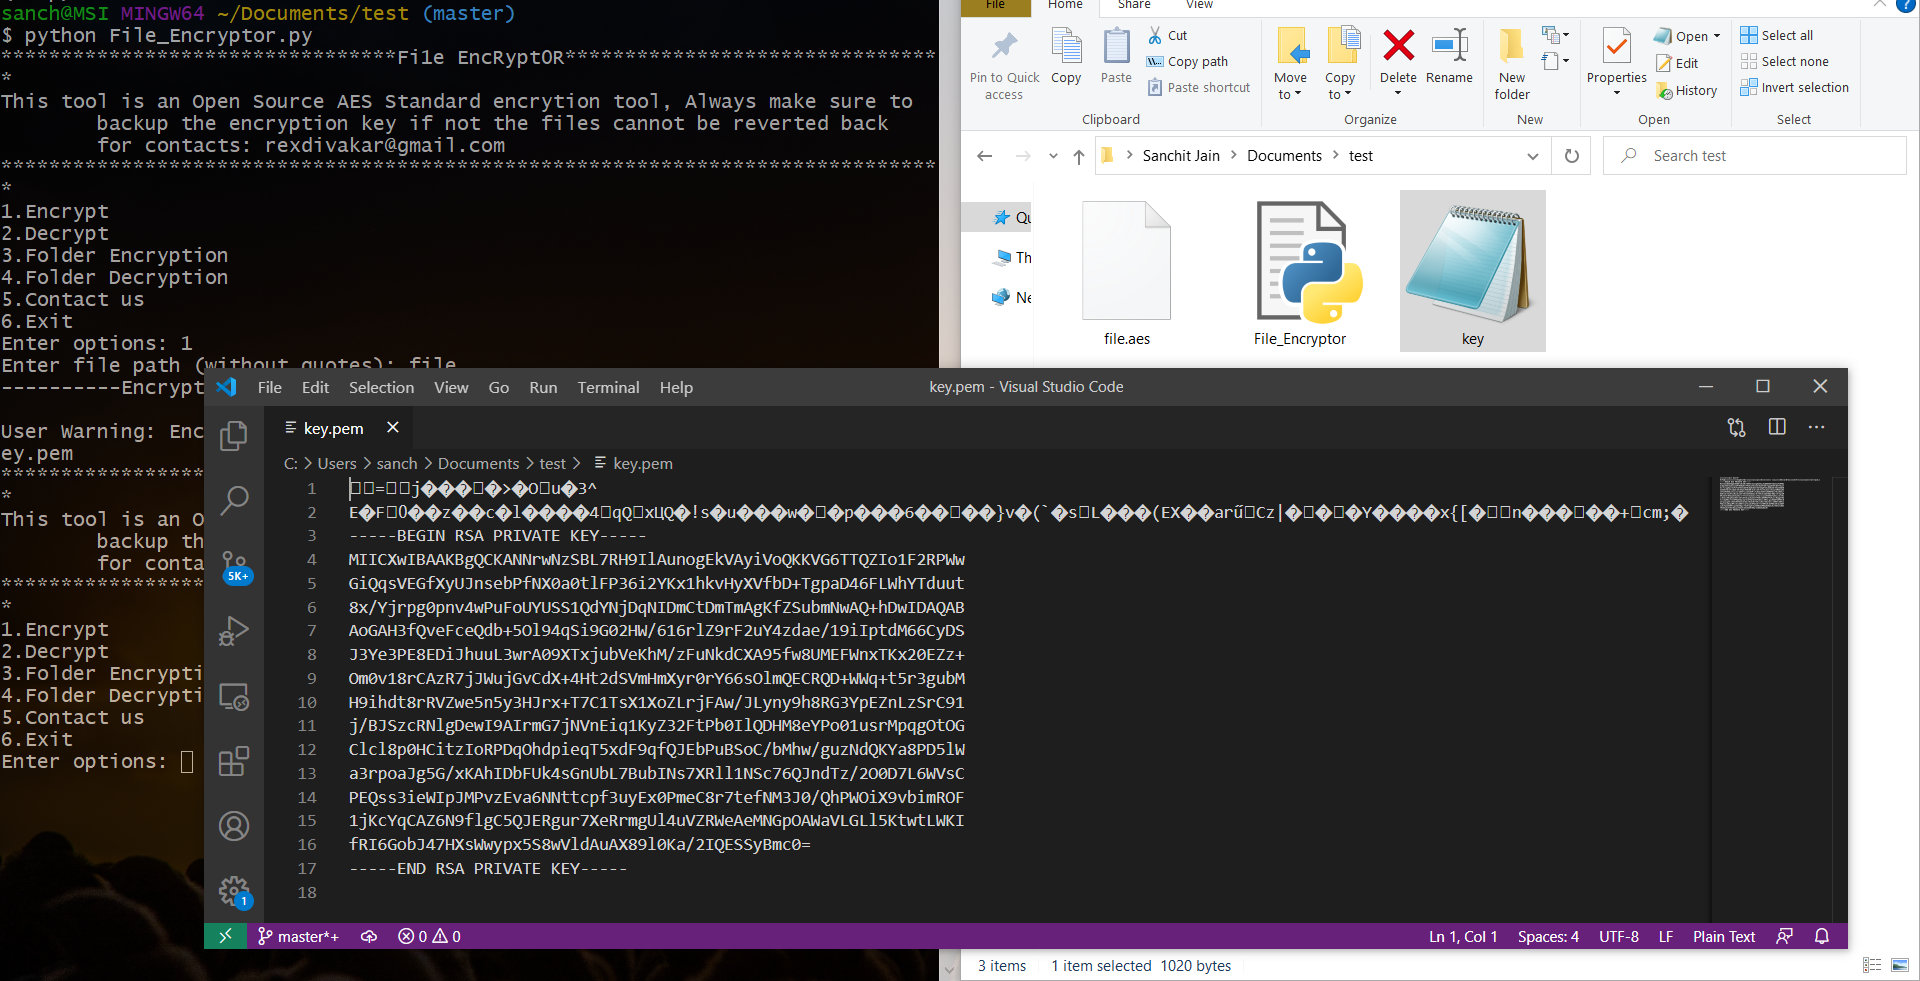 sanch@MSI MINGW64 ~/Documents/test (master)
$ python File_Encryptor.py
*********************************Fi1e EncRyptOR*******************************
*
This tool is an Open Source AES Standard encrytion tool, Always make sure to
backup the encryption key if not the files cannot be reverted back
for contacts: rexdivakar@gmail.com
******************************************************************************
*
1.Encrypt
2.Decrypt
3.Folder Encryption
4.Folder Decryption
5.Contact us
6.Exit
Enter options: 1
Enter file path (without quotes): file
----------Encrypt
User Warning: Enc
ey.pem
*****************
*
This tool is an O
backup th
for conta
*****************
*
1.Encrypt
2.Decrypt
3.Folder Encrypti
4.Folder Decrypti
5.Contact us
6.Exit
Enter options:
File Home Share View
Pin to Quick access
Copy
Paste
Cut
Copy path
Paste shortcut
Clipboard
Move to
Copy to
Delete
Rename
Organize
New folder
New
Properties
Open
Edit
History
Open
Select all
Select none
Invert selection
Select
Sanchit Jain > Documents > test
Search test
Qu
Th
Ne
file.aes
File_Encryptor
key
File Edit Selection View Go Run Terminal Help
key.pem - Visual Studio Code
key.pem
C: > Users > sanch > Documents > test > key.pem
1
2
3 -----BEGIN RSA PRIVATE KEY-----
4 MIICXwIBAAKBgQCKANNrwNzSBL7RH9IlAunogEkVAyiVoQKKVG6TTQZIo1F2RPWw
5 GiQqsVEGfXyUJnsebPfNX0a0tlFP36i2YKx1hkvHyXVfbD+TgpaD46FLWhYTduut
6 8x/Yjrpg0pnv4wPuFoUYUSS1QdYNjDqNIDmCtDmTmAgKfZSubmNwAQ+hDwIDAQAB
7 AoGAH3fQveFceQdb+5Ol94qSi9G02HW/616rlZ9rF2uY4zdae/19iIptdM66CyDS
8 J3Ye3PE8EDiJhuuL3wrA09XTxjubVeKhM/zFuNkdCXA95fw8UMEFWnxTKx20EZz+
9 Om0v18rCAzR7jJWujGvCdX+4Ht2dSVmHmXyr0rY66sOlmQECRQD+WWq+t5r3gubM
10 H9ihdt8rRVZwe5n5y3HJrx+T7C1TsX1XoZLrjFAw/JLyny9h8RG3YpEZnLzSrC91
11 j/BJSzcRNlgDewI9AIrmG7jNVnEiq1KyZ32FtPb0IlQDHM8eYPo01usrMpqgOtOG
12 Clcl8p0HCitzIoRPDqOhdpieqT5xdF9qfQJEbPuBSoC/bMhw/guzNdQKYa8PD5lW
13 a3rpoaJg5G/xKAhIDbFUk4sGnUbL7BubINs7XRll1NSc76QJndTz/2O0D7L6WVsC
14 PEQss3ieWIpJMPvzEva6NNttcpf3uyEx0PmeC8r7tefNM3J0/QhPWOiX9vbimROF
15 1jKcYqCAZ6N9flgC5QJERgur7XeRrmgUl4uVZRWeAeMNGpOAWaVLGLl5KtwtLWKI
16 fRI6GobJ47HXsWwypx5S8wVldAuAX89l0Ka/2IQESSyBmc0=
17 -----END RSA PRIVATE KEY-----
18
5K+
1
master*+
0
0
Ln 1, Col 1
Spaces: 4
UTF-8
LF
Plain Text
3 items
1 item selected 1020 bytes